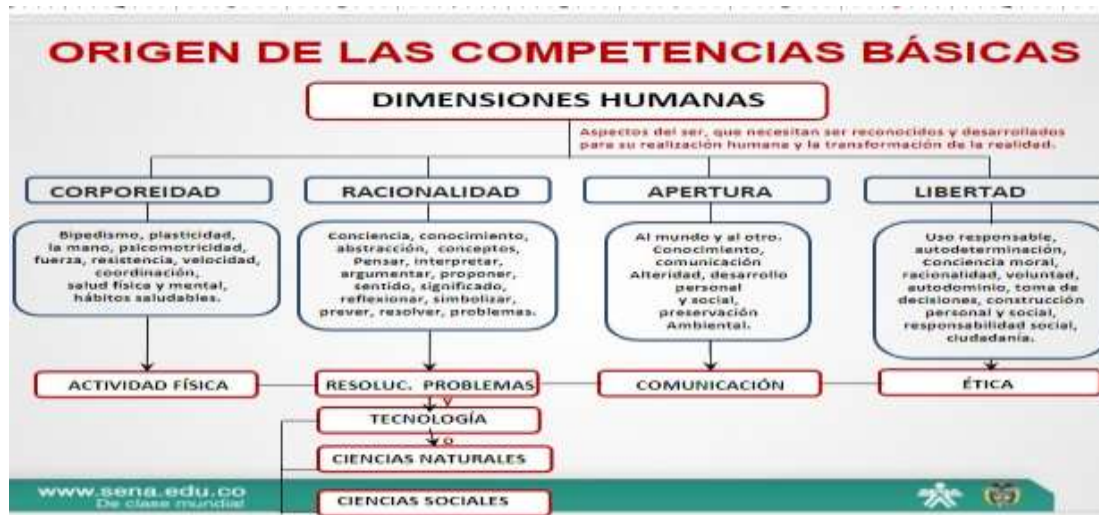 ORIGEN DE LAS COMPETENCIAS BÁSICAS
DIMENSIONES HUMANAS
Aspectos del ser, que necesitan ser reconocidos y desarrollados
para su realización humana y la transformación de la realidad.
CORPOREIDAD
Bipedismo, plasticidad,
la mano, psicomotricidad,
fuerza, resistencia, velocidad,
coordinación,
salud física y mental,
hábitos saludables.
RACIONALIDAD
Conciencia, conocimiento,
abstracción, conceptos,
Pensar, interpretar,
argumentar, proponer,
sentido, significado,
reflexionar, simbolizar,
prever, resolver, problemas.
APERTURA
Al mundo y al otro.
Conocimiento,
comunicación
Alteridad, desarrollo
personal
y social,
preservación
Ambiental.
LIBERTAD
Uso responsable,
autodeterminación,
Conciencia moral,
racionalidad, voluntad,
autodominio, toma de
decisiones, construcción
personal y social,
responsabilidad social,
ciudadanía.
ACTIVIDAD FÍSICA
RESOLUC. PROBLEMAS
COMUNICACIÓN
ÉTICA
y
TECNOLOGÍA
o
CIENCIAS NATURALES
CIENCIAS SOCIALES
www.sena.edu.co
De clase mundial